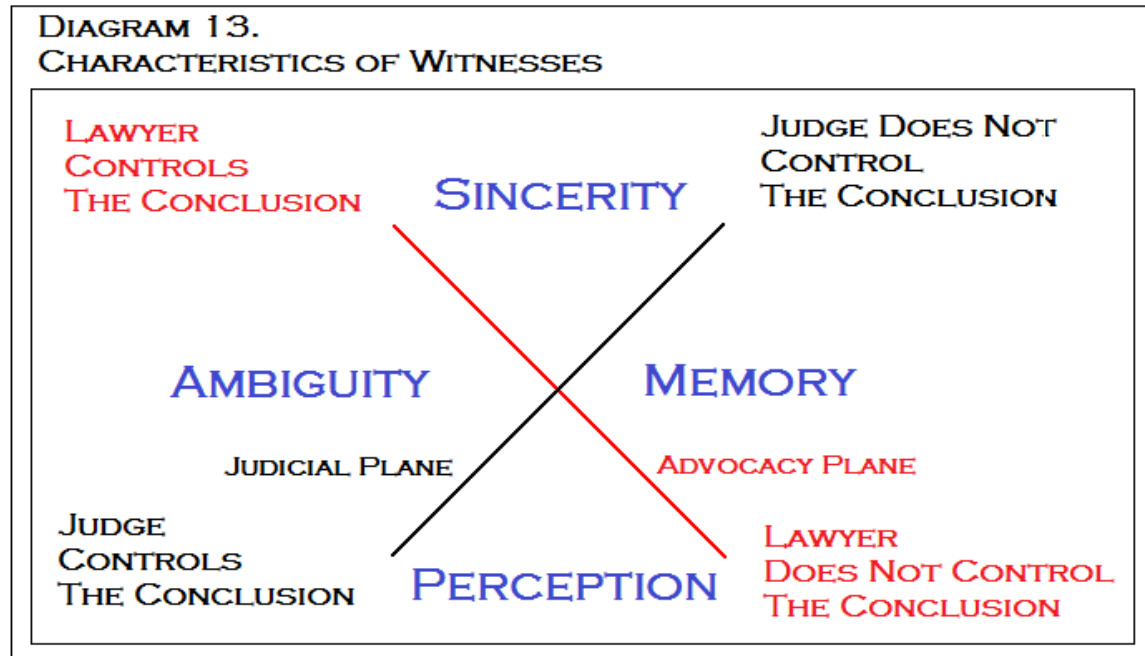 Diagram 13.
Characteristics of Witnesses
Lawyer
Controls
The Conclusion
Judge Does Not
Control
The Conclusion
Sincerity
Ambiguity
Memory
Judicial Plane
Advocacy Plane
Judge
Controls
The Conclusion
Perception
Lawyer
Does Not Control
The Conclusion